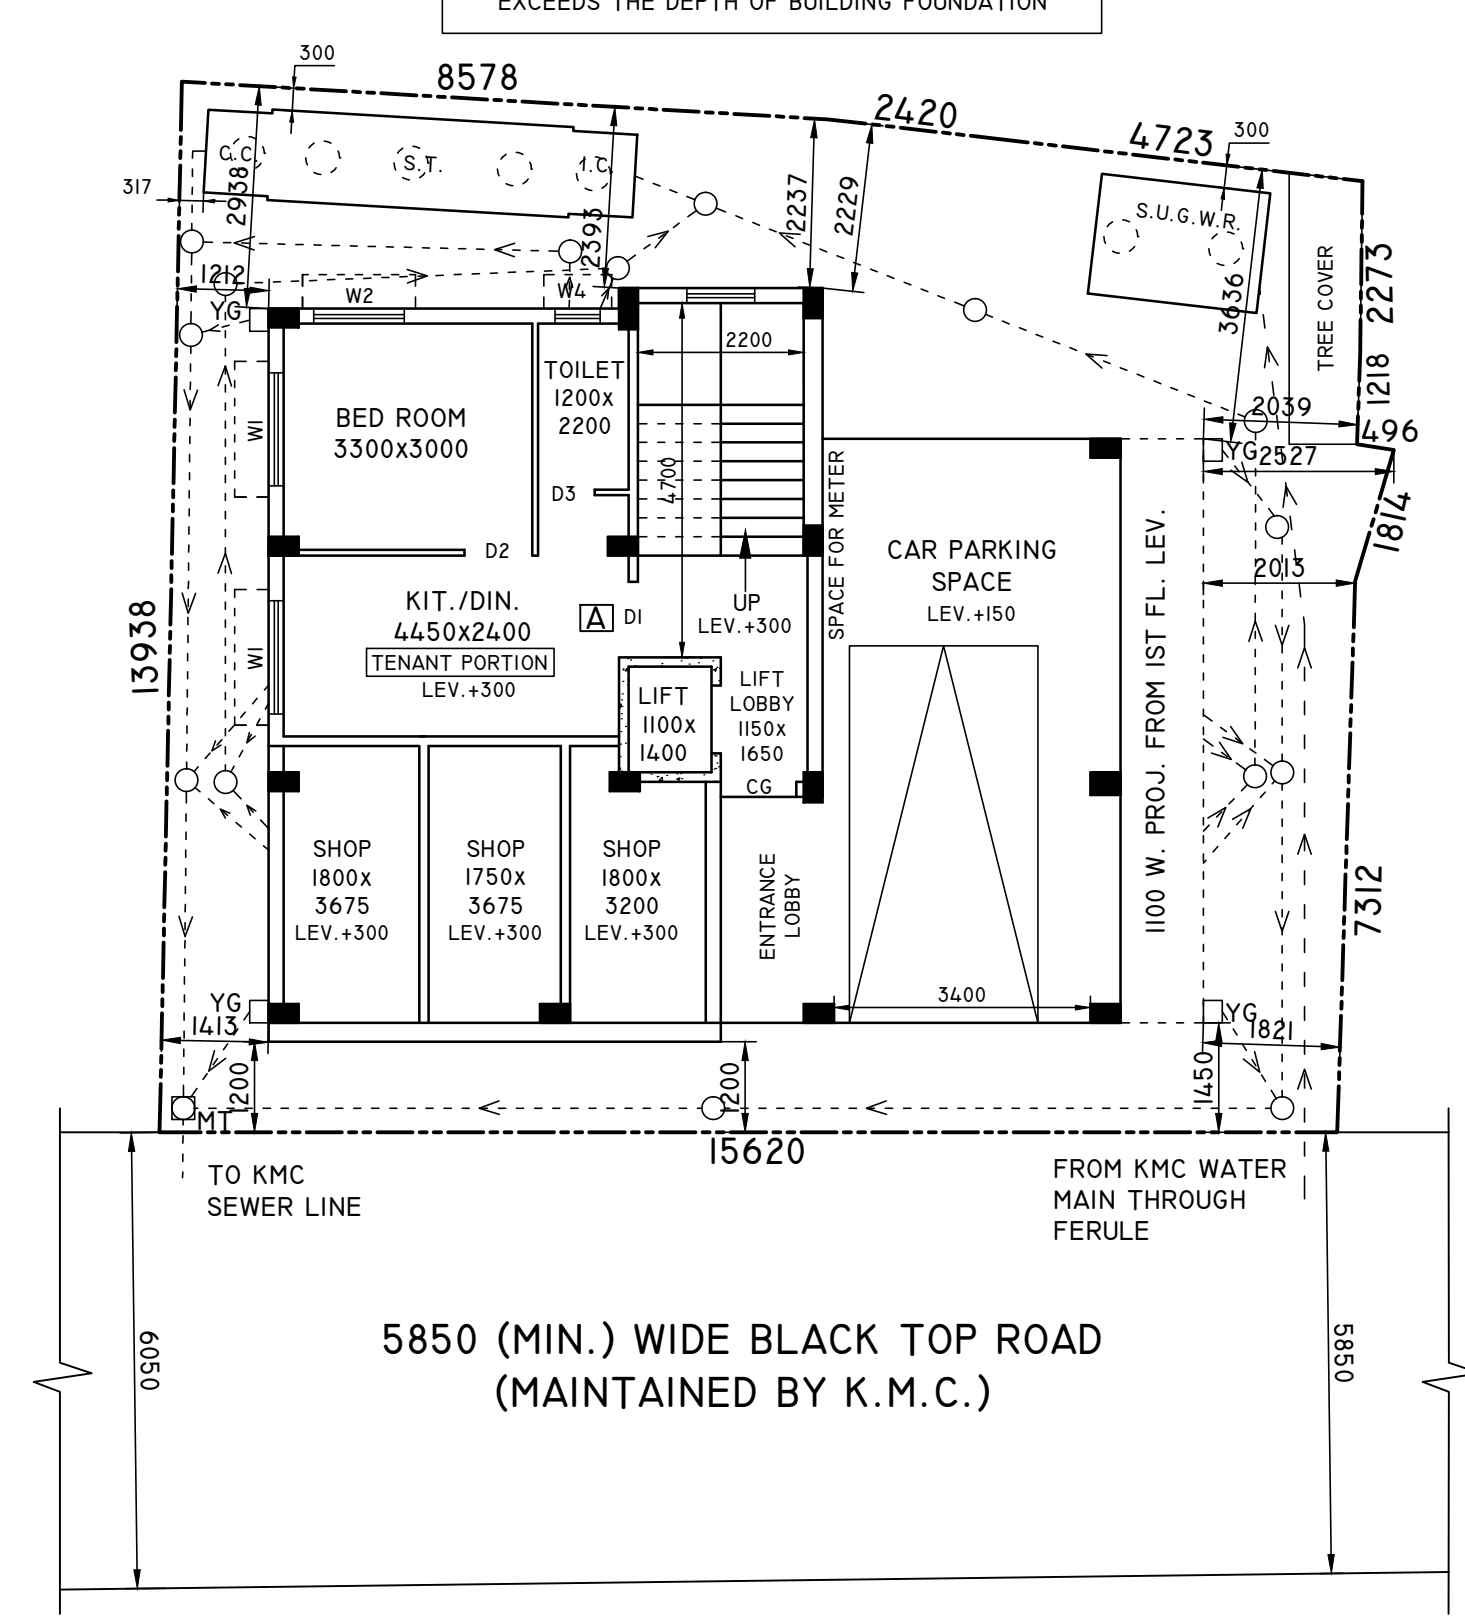 EXCEEDS THE DEPTH OF BUILDING FOUNDATION
300
8578
2420
4723
300
C.C.
S.T.
I.C.
S.U.G.W.R.
317
2938
2393
2237
2229
3636
TREE COVER
2273
1218
1212
W2
W4
YG
2200
TOILET
1200x
2200
BED ROOM
3300x3000
W1
4700
D3
D2
2039
496
YG
2527
1814
SPACE FOR METER
CAR PARKING
SPACE
LEV.+150
2013
1100 W. PROJ. FROM 1ST FL. LEV.
KIT./DIN.
4450x2400
TENANT PORTION
LEV.+300
A
D1
UP
LEV.+300
13938
W1
LIFT
1100x
1400
LIFT
LOBBY
1150x
1650
CG
SHOP
1800x
3675
LEV.+300
SHOP
1750x
3675
LEV.+300
SHOP
1800x
3200
LEV.+300
ENTRANCE
LOBBY
7312
YG
3400
YG
1413
1821
1200
1200
1450
MT
15620
TO KMC
SEWER LINE
FROM KMC WATER
MAIN THROUGH
FERULE
6050
5850 (MIN.) WIDE BLACK TOP ROAD
(MAINTAINED BY K.M.C.)
5850